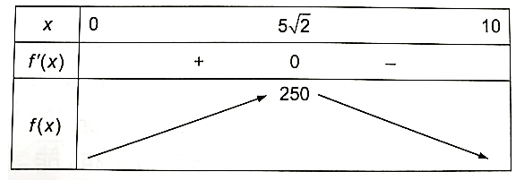 x 0 5√2 10
f'(x) + 0 –
250
f(x)